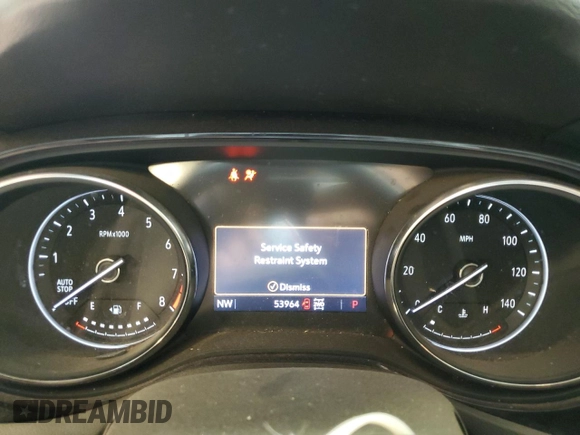 1 2 3 4 5 6 7 8
RPMx1000
AUTO
STOP
OFF
E F
Service Safety
Restraint System
Dismiss
NW 53964 P
0 20 40 60 80 100 120 140
MPH
C H
DREAMBID